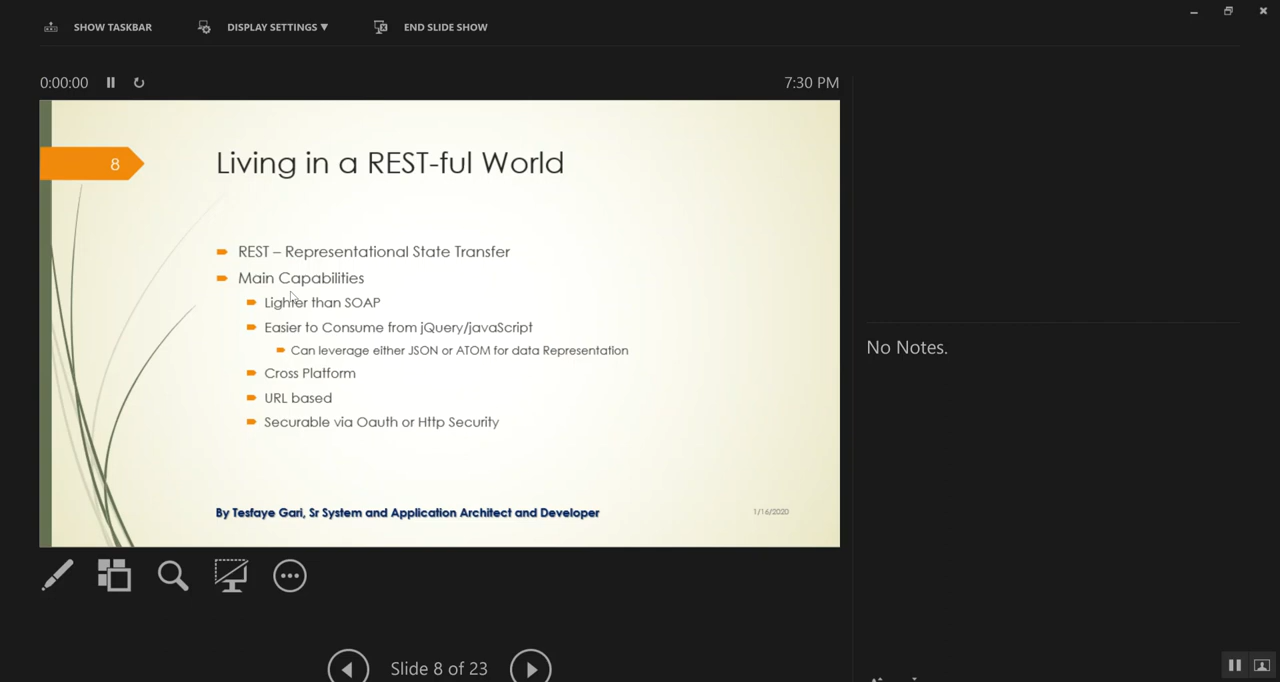 SHOW TASKBAR DISPLAY SETTINGS ▼ END SLIDE SHOW
0:00:00 7:30 PM
8
Living in a REST-ful World
REST – Representational State Transfer
Main Capabilities
Lighter than SOAP
Easier to Consume from jQuery/javaScript
Can leverage either JSON or ATOM for data Representation
Cross Platform
URL based
Securable via Oauth or Http Security
By Tesfaye Gari, Sr System and Application Architect and Developer
1/16/2020
No Notes.
Slide 8 of 23